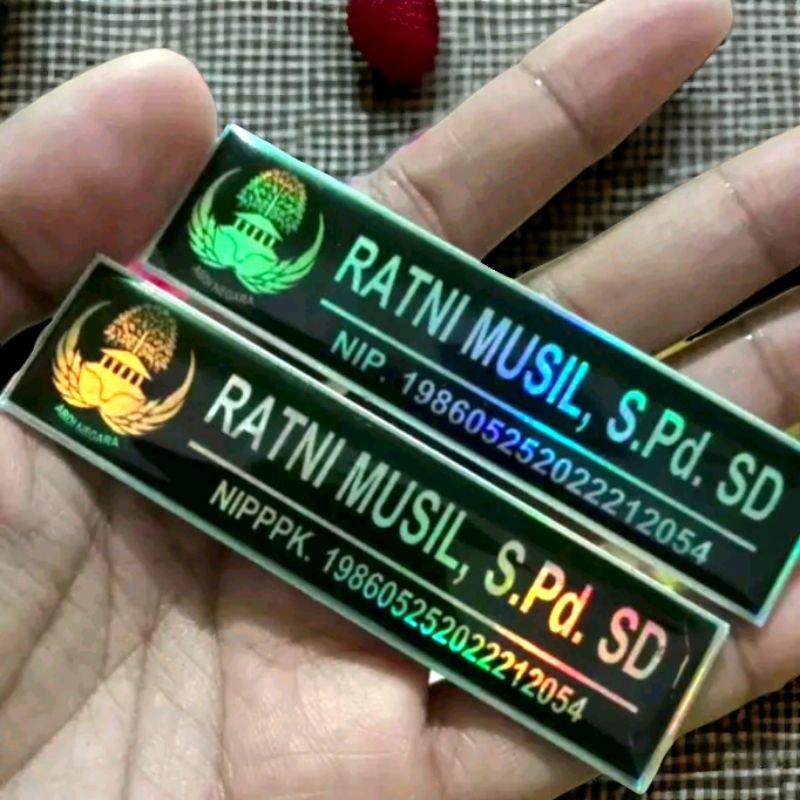 ABDI NEGARA
RATNI MUSIL, S.Pd. SD
NIP. 198605252022212054
ABDI NEGARA
RATNI MUSIL, S.Pd. SD
NIPPPK. 198605252022212054